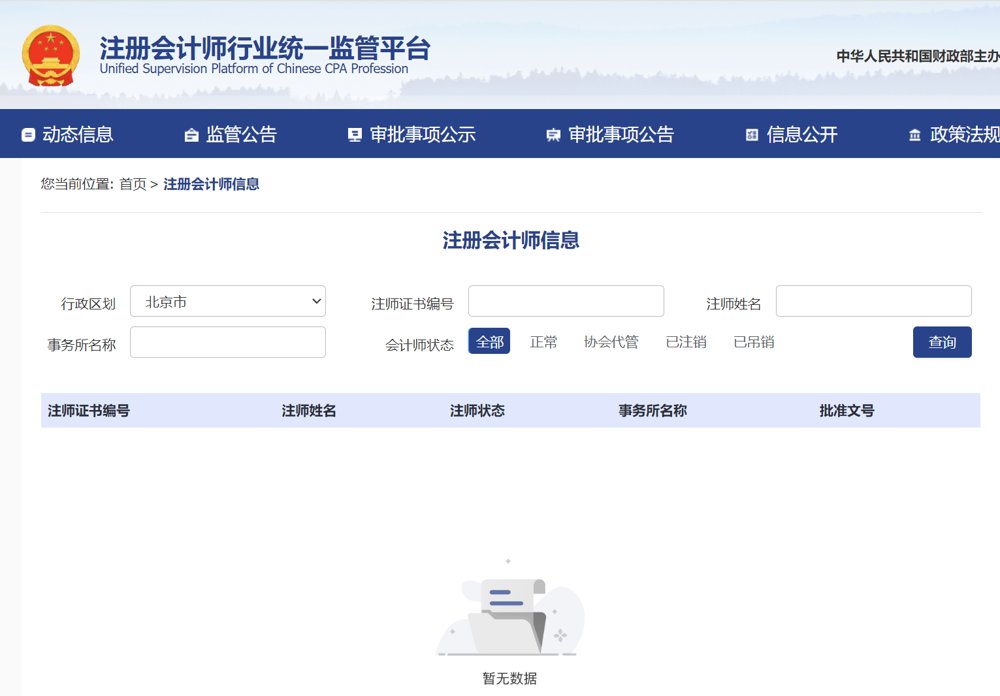 注册会计师行业统一监管平台
Unified Supervision Platform of Chinese CPA Profession
中华人民共和国财政部主办
动态信息 监管公告 审批事项公示 审批事项公告 信息公开 政策法规
您当前位置: 首页 > 注册会计师信息
注册会计师信息
行政区划 北京市 注师证书编号 注师姓名
事务所名称 会计师状态 全部 正常 协会代管 已注销 已吊销 查询
注师证书编号 注师姓名 注师状态 事务所名称 批准文号
暂无数据